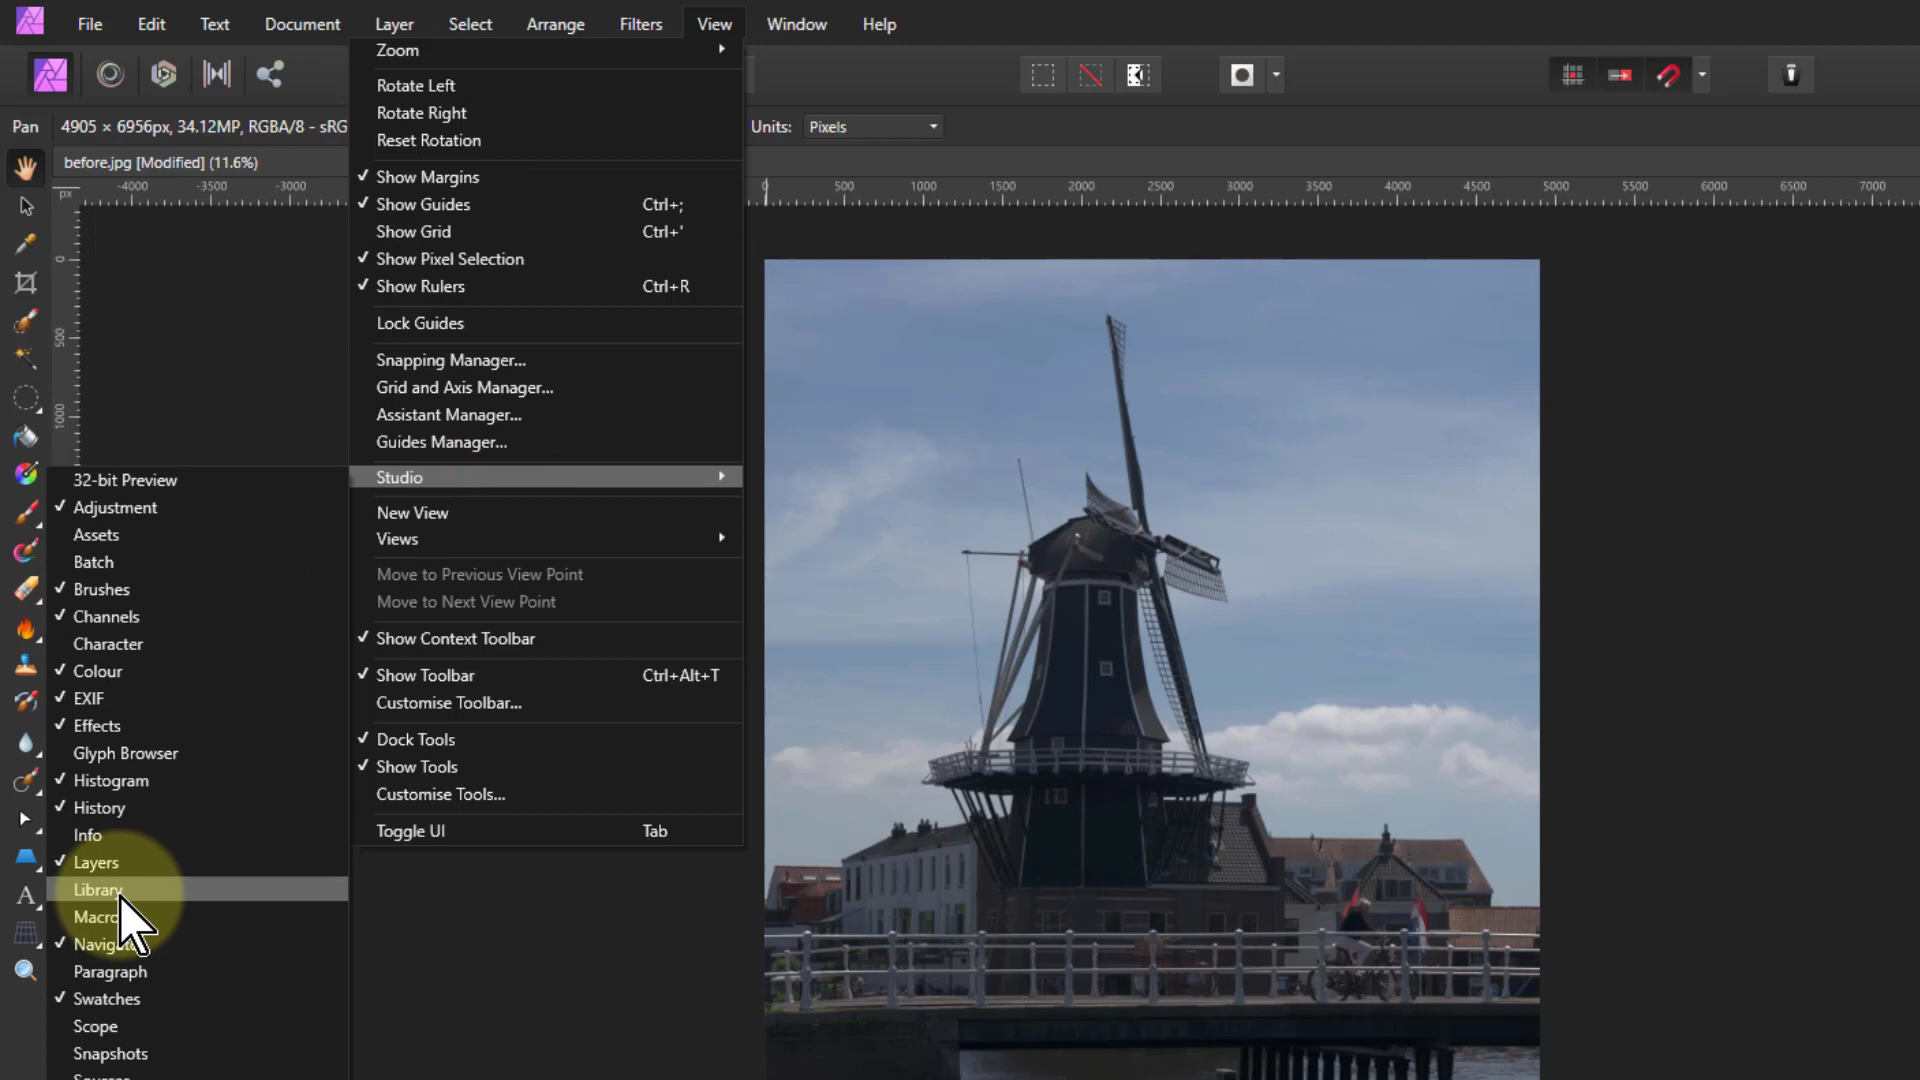 File Edit Text Document Layer Select Arrange Filters View Window Help
Pan 4905 × 6956px, 34.12MP, RGBA/8 - sRG
Units: Pixels
before.jpg [Modified] (11.6%)
px -4000 -3500 -3000 0 500 1000 1500 2000 2500 3000 3500 4000 4500 5000 5500 6000 6500 7000
0
500
1000
Zoom
Rotate Left
Rotate Right
Reset Rotation
Show Margins
Show Guides Ctrl+;
Show Grid Ctrl+'
Show Pixel Selection
Show Rulers Ctrl+R
Lock Guides
Snapping Manager...
Grid and Axis Manager...
Assistant Manager...
Guides Manager...
Studio
New View
Views
Move to Previous View Point
Move to Next View Point
Show Context Toolbar
Show Toolbar Ctrl+Alt+T
Customise Toolbar...
Dock Tools
Show Tools
Customise Tools...
Toggle UI Tab
32-bit Preview
Adjustment
Assets
Batch
Brushes
Channels
Character
Colour
EXIF
Effects
Glyph Browser
Histogram
History
Info
Layers
Library
Macro
Navigato
Paragraph
Swatches
Scope
Snapshots